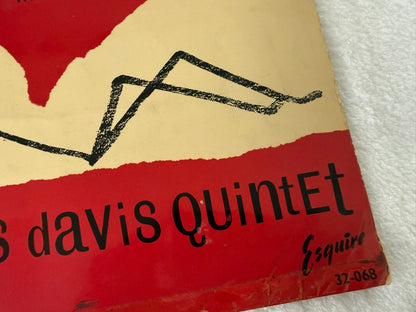 s davis quintet
Esquire
32-068